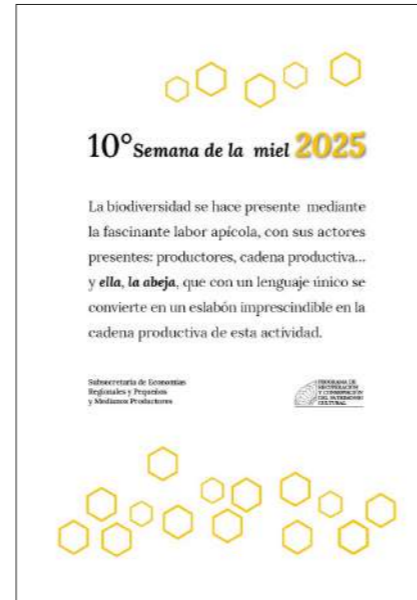 10° Semana de la miel 2025
La biodiversidad se hace presente mediante
la fascinante labor apícola, con sus actores
presentes: productores, cadena productiva...
y ella, la abeja, que con un lenguaje único se
convierte en un eslabón imprescindible en la
cadena productiva de esta actividad.
Subsecretaría de Economías
Regionales y Pequeños
y Medianos Productores
PROGRAMA DE
RECUPERACIÓN
Y CONSERVACIÓN
DEL PATRIMONIO
CULTURAL